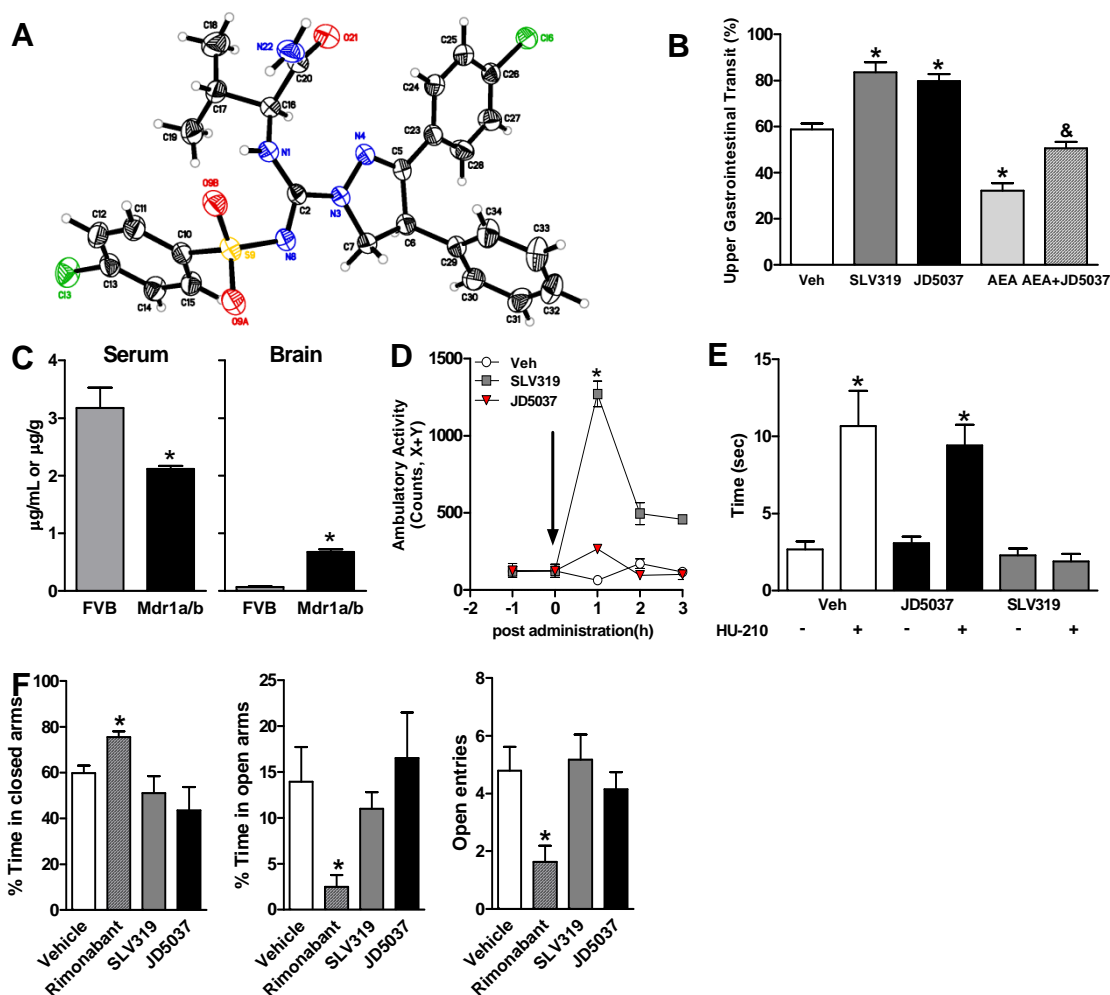 A
C18
N22
O21
C20
C17
C16
C19
N1
O9B
C12
C11
C10
S9
N8
C2
N3
N4
C5
C6
C7
C13
Cl3
C14
C15
O9A
C25
Cl6
C24
C26
C23
C27
C28
C34
C33
C29
C30
C31
C32
B
Upper Gastrointestinal Transit (%)
100
80
60
40
20
0
*
*
*
&
Veh SLV319 JD5037 AEA AEA+JD5037
C
Serum Brain
μg/mL or μg/g
4
3
2
1
0
*
*
FVB Mdr1a/b FVB Mdr1a/b
D
Ambulatory Activity
(Counts, X+Y)
1500
1000
500
0
Veh
SLV319
JD5037
*
-2 -1 0 1 2 3
post administration(h)
E
Time (sec)
15
10
5
0
*
*
Veh JD5037 SLV319
HU-210 - + - + - +
F
% Time in closed arms
100
80
60
40
20
0
*
Vehicle
Rimonabant
SLV319
JD5037
% Time in open arms
25
20
15
10
5
0
*
Vehicle
Rimonabant
SLV319
JD5037
Open entries
6
4
2
0
*
Vehicle
Rimonabant
SLV319
JD5037